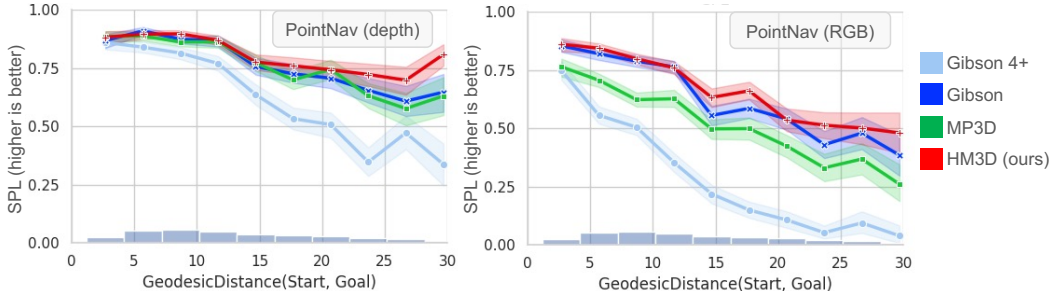 PointNav (depth)
SPL (higher is better)
1.00
0.75
0.50
0.25
0.00
0 5 10 15 20 25 30
GeodesicDistance(Start, Goal)
PointNav (RGB)
SPL (higher is better)
1.00
0.75
0.50
0.25
0.00
0 5 10 15 20 25 30
GeodesicDistance(Start, Goal)
Gibson 4+
Gibson
MP3D
HM3D (ours)